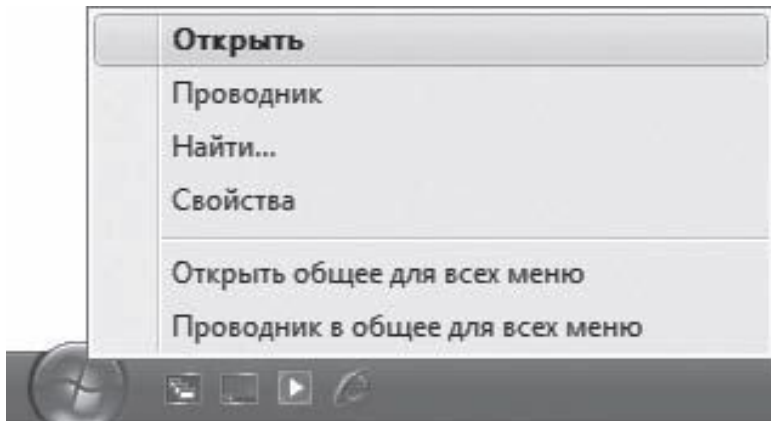 Открыть
Проводник
Найти...
Свойства
Открыть общее для всех меню
Проводник в общее для всех меню